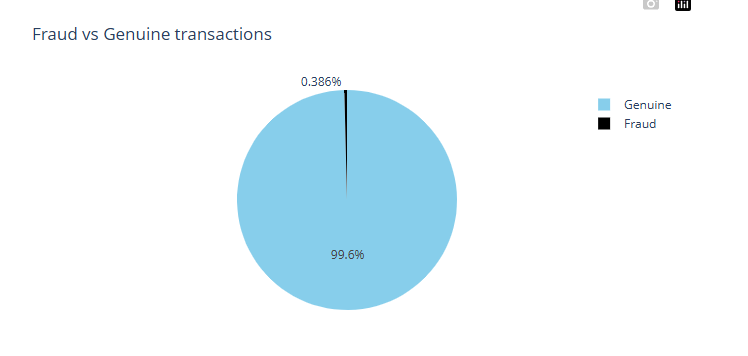 Fraud vs Genuine transactions
0.386%
Genuine
Fraud
99.6%